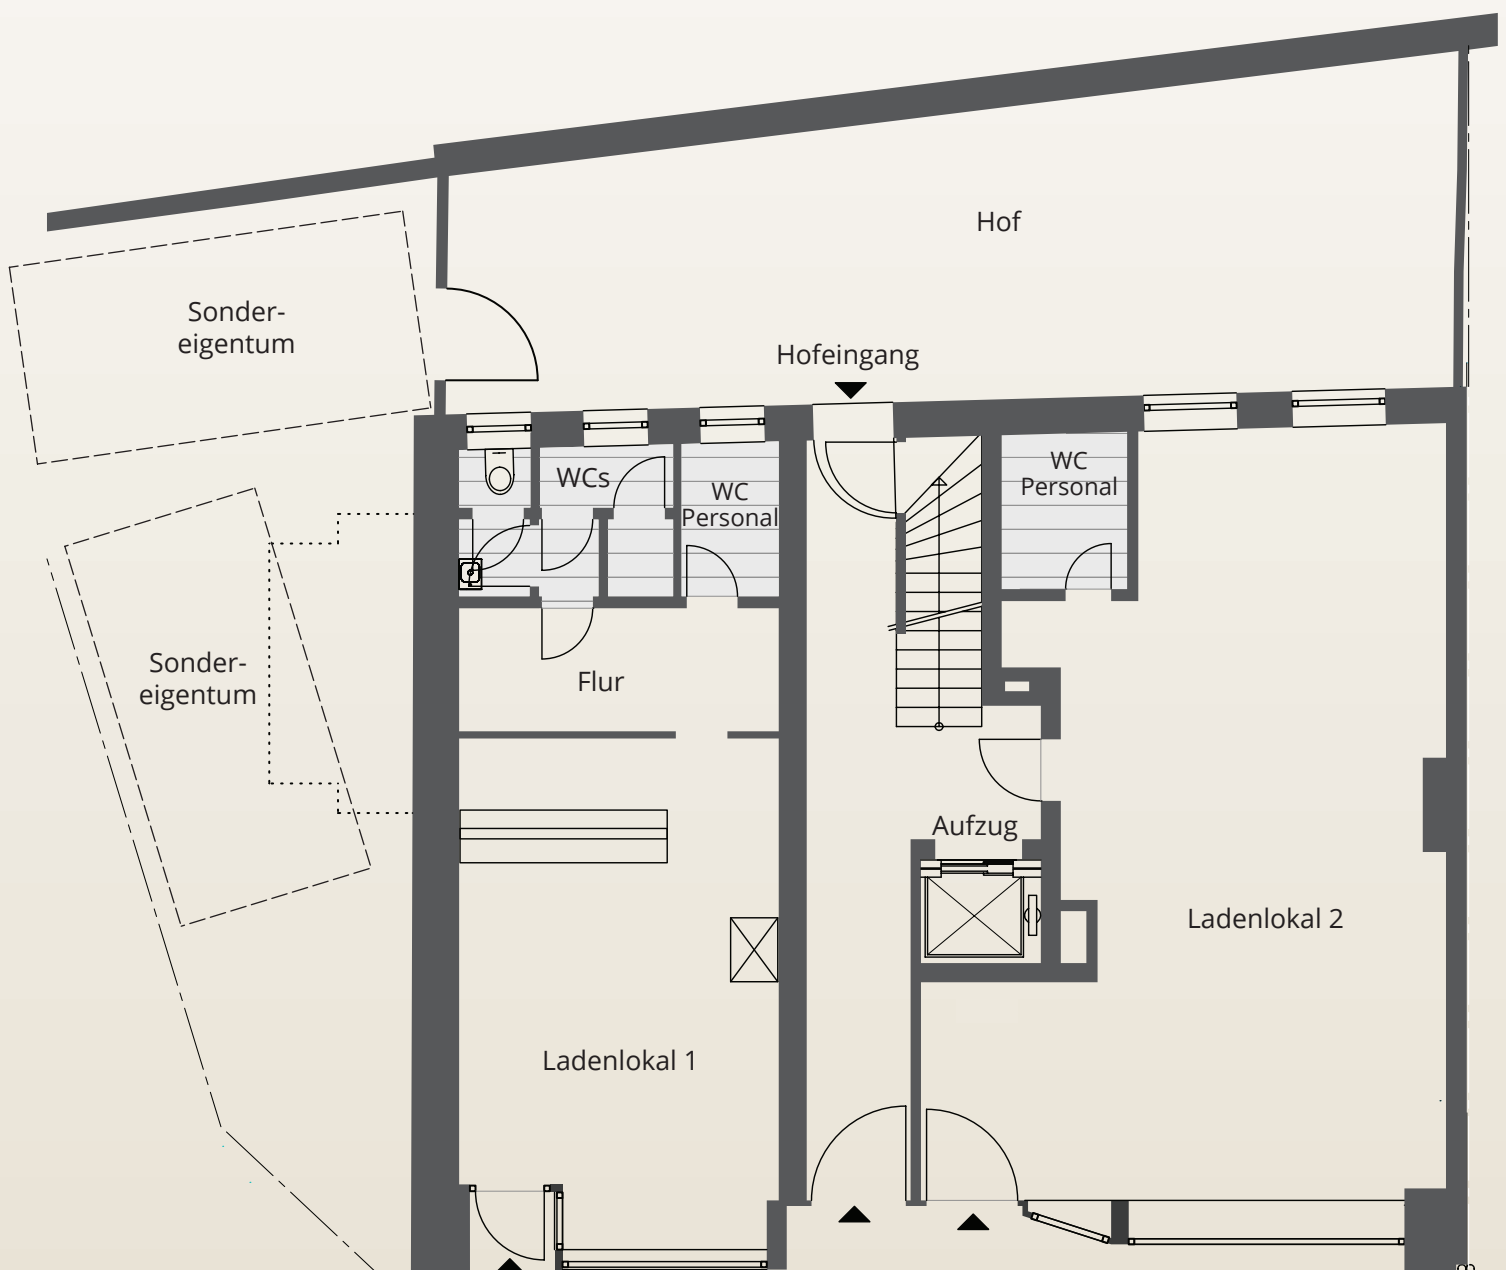 Hof
Sonder-
eigentum
Hofeingang
WCs
WC
Personal
WC
Personal
Sonder-
eigentum
Flur
Aufzug
Ladenlokal 2
Ladenlokal 1